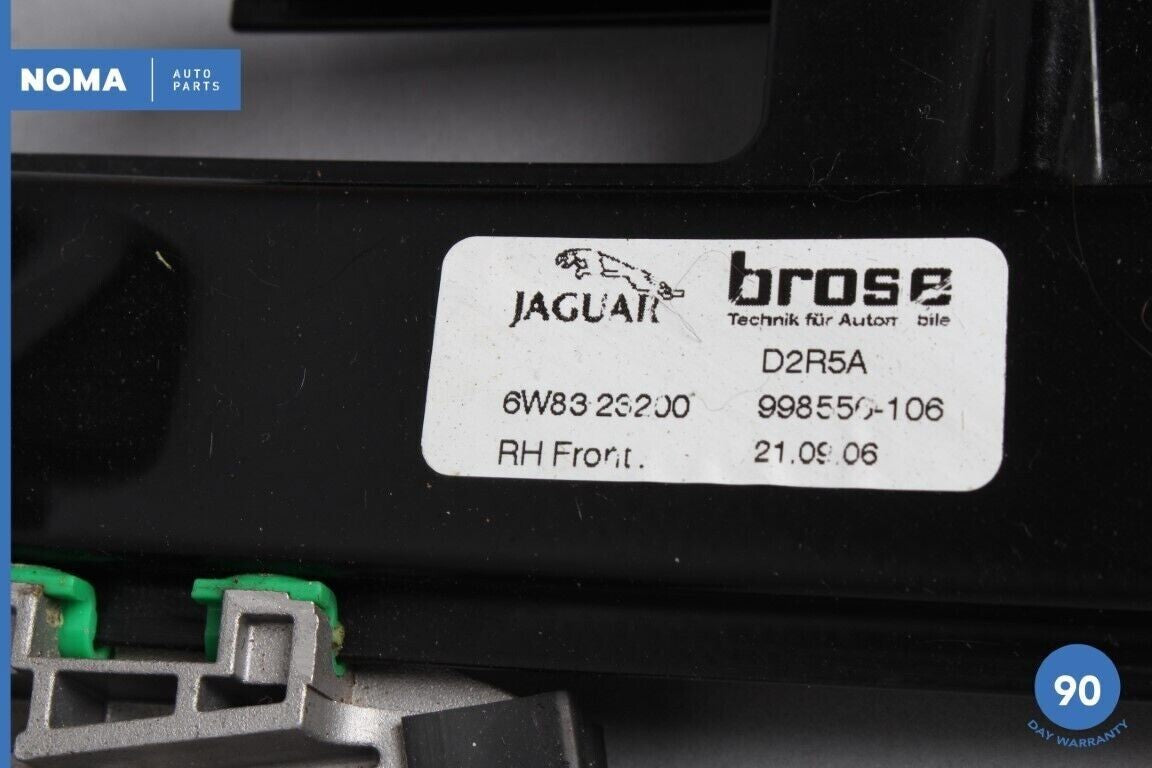 NOMA
AUTO
PARTS
JAGUAR
brose
Technik für Autom bile
D2R5A
6W83 23200
998556-106
RH Front.
21.09.06
90
DAY WARRANTY